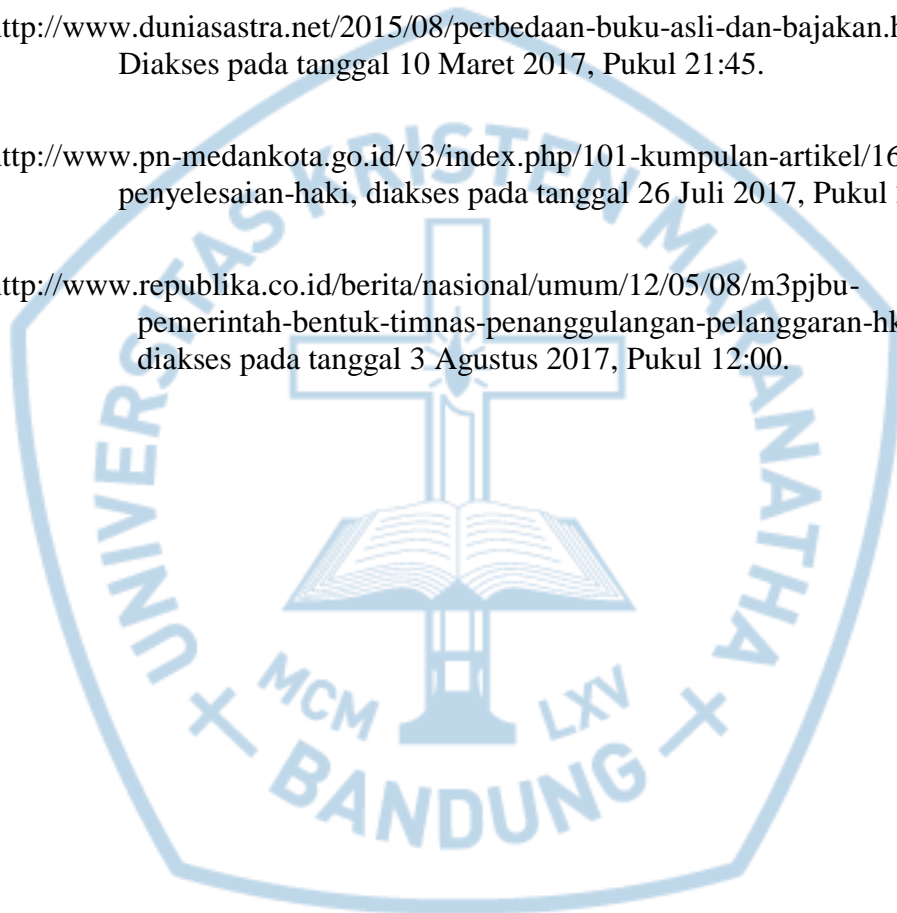 ttp://www.duniasastra.net/2015/08/perbedaan-buku-asli-dan-bajakan.h
Diakses pada tanggal 10 Maret 2017, Pukul 21:45.
ttp://www.pn-medankota.go.id/v3/index.php/101-kumpulan-artikel/16
penyelesaian-haki, diakses pada tanggal 26 Juli 2017, Pukul
ttp://www.republika.co.id/berita/nasional/umum/12/05/08/m3pjbu-
pemerintah-bentuk-timnas-penanggulangan-pelanggaran-hk
diakses pada tanggal 3 Agustus 2017, Pukul 12:00.
UNIVERSITAS KRISTEN MARANATHA
MCM LXV
BANDUNG